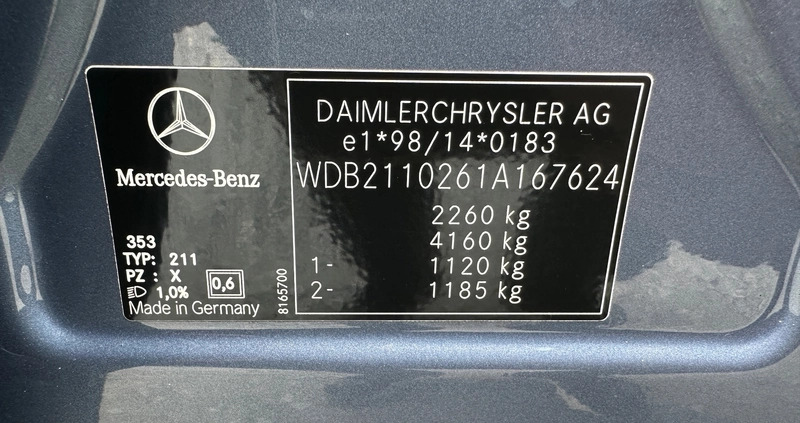 Mercedes-Benz
353
TYP: 211
PZ : X
1,0%
0,6
Made in Germany
8165700
DAIMLERCHRYSLER AG
e1*98/14*0183
WDB2110261A167624
2260 kg
4160 kg
1- 1120 kg
2- 1185 kg